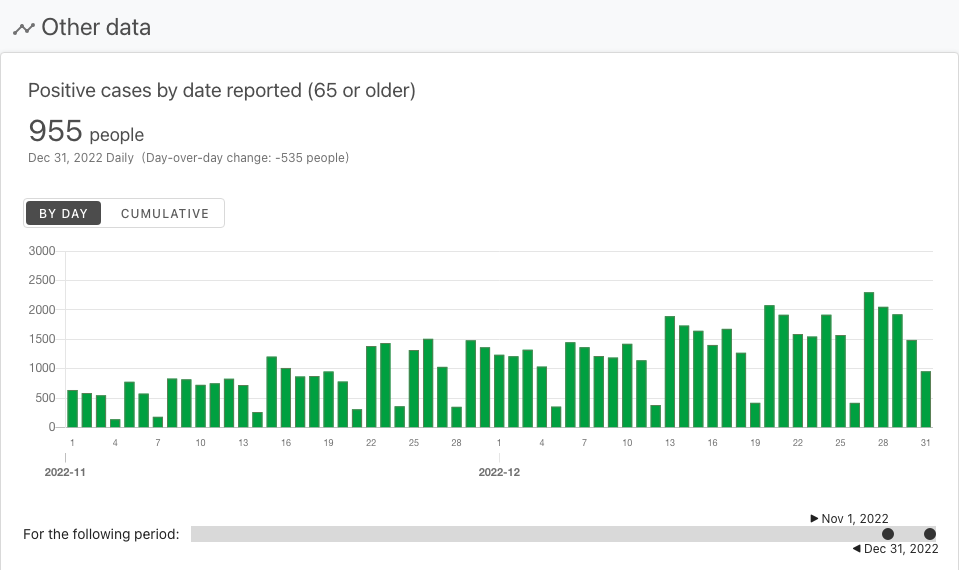 Other data
Positive cases by date reported (65 or older)
955 people
Dec 31, 2022 Daily (Day-over-day change: -535 people)
BY DAY CUMULATIVE
3000
2500
2000
1500
1000
500
0
1 4 7 10 13 16 19 22 25 28 1 4 7 10 13 16 19 22 25 28 31
2022-11 2022-12
▶ Nov 1, 2022
For the following period:
◀ Dec 31, 2022